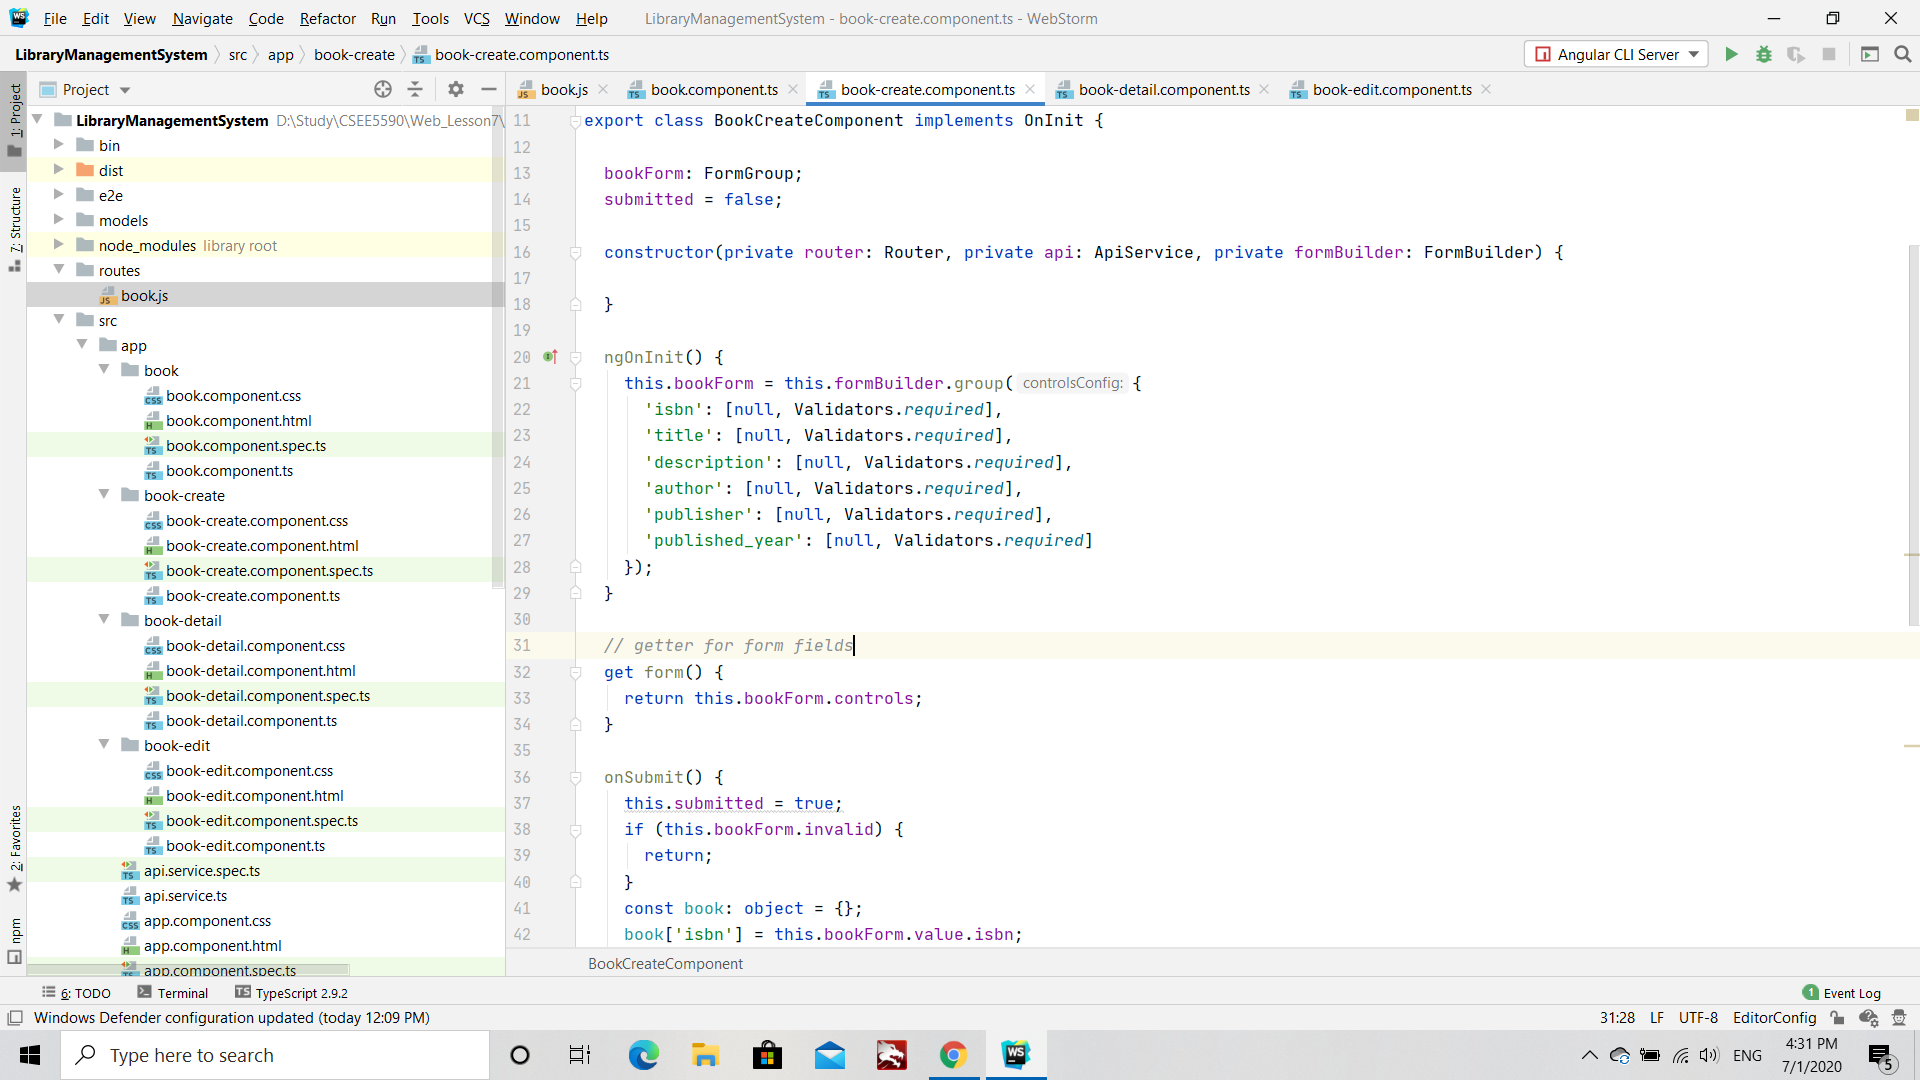 File Edit View Navigate Code Refactor Run Tools VCS Window Help LibraryManagementSystem - book-create.component.ts - WebStorm
LibraryManagementSystem src app book-create book-create.component.ts Angular CLI Server
Project
book.js book.component.ts book-create.component.ts book-detail.component.ts book-edit.component.ts
1: Project
7: Structure
2: Favorites
npm
LibraryManagementSystem D:\Study\CSEE5590\Web_Lesson7\
bin
dist
e2e
models
node_modules library root
routes
book.js
src
app
book
book.component.css
book.component.html
book.component.spec.ts
book.component.ts
book-create
book-create.component.css
book-create.component.html
book-create.component.spec.ts
book-create.component.ts
book-detail
book-detail.component.css
book-detail.component.html
book-detail.component.spec.ts
book-detail.component.ts
book-edit
book-edit.component.css
book-edit.component.html
book-edit.component.spec.ts
book-edit.component.ts
api.service.spec.ts
api.service.ts
app.component.css
app.component.html
app.component.spec.ts
11 export class BookCreateComponent implements OnInit {
12
13 bookForm: FormGroup;
14 submitted = false;
15
16 constructor(private router: Router, private api: ApiService, private formBuilder: FormBuilder) {
17
18 }
19
20 ngOnInit() {
21 this.bookForm = this.formBuilder.group( controlsConfig: {
22 'isbn': [null, Validators.required],
23 'title': [null, Validators.required],
24 'description': [null, Validators.required],
25 'author': [null, Validators.required],
26 'publisher': [null, Validators.required],
27 'published_year': [null, Validators.required]
28 });
29 }
30
31 // getter for form fields
32 get form() {
33 return this.bookForm.controls;
34 }
35
36 onSubmit() {
37 this.submitted = true;
38 if (this.bookForm.invalid) {
39 return;
40 }
41 const book: object = {};
42 book['isbn'] = this.bookForm.value.isbn;
BookCreateComponent
6: TODO Terminal TypeScript 2.9.2 1 Event Log
Windows Defender configuration updated (today 12:09 PM) 31:28 LF UTF-8 EditorConfig
Type here to search ENG 4:31 PM
7/1/2020 5